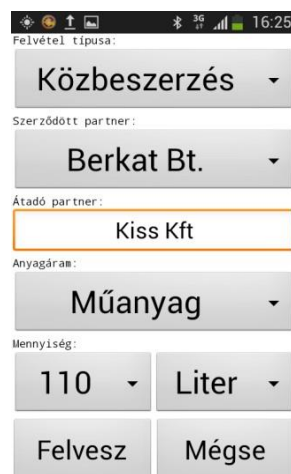 3G 16:25
Felvétel típusa:
Közbeszerzés
Szerződött partner:
Berkat Bt.
Átadó partner:
Kiss Kft
Anyagáram:
Műanyag
Mennyiség:
110 Liter
Felvesz Mégse